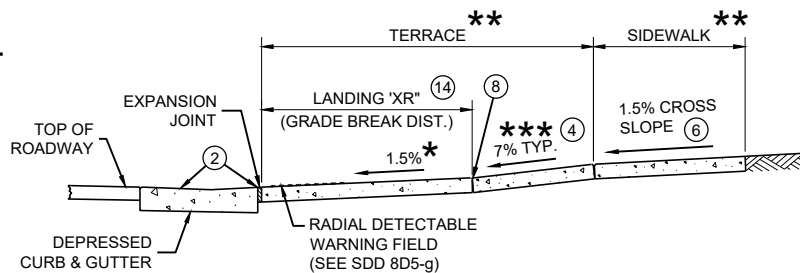 TERRACE **
SIDEWALK **
LANDING 'XR" 14
(GRADE BREAK DIST.)
8
EXPANSION
JOINT
TOP OF
ROADWAY
2
1.5% *
*** 4
7% TYP.
1.5% CROSS
SLOPE 6
DEPRESSED
CURB & GUTTER
RADIAL DETECTABLE
WARNING FIELD
(SEE SDD 8D5-g)